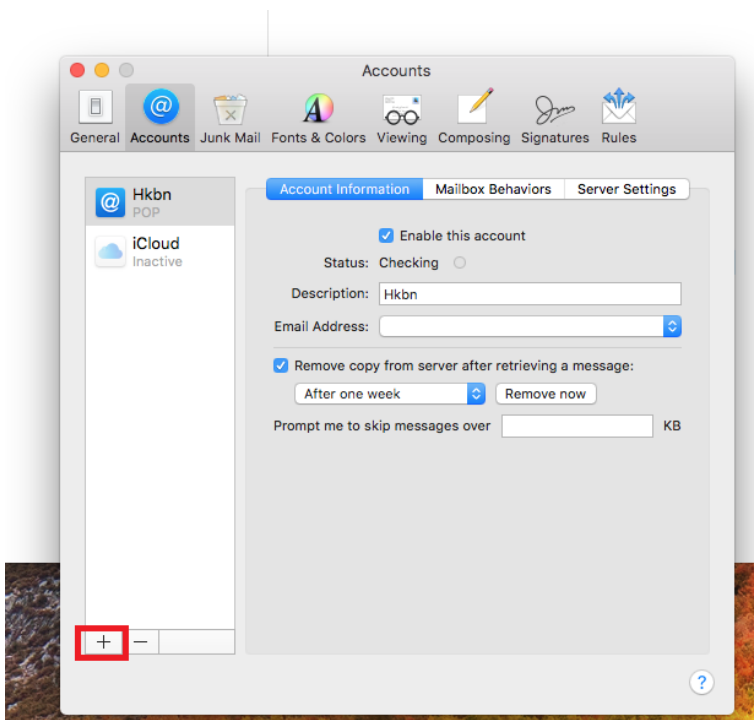 Accounts
General Accounts Junk Mail Fonts & Colors Viewing Composing Signatures Rules
Hkbn
POP
iCloud
Inactive
Account Information Mailbox Behaviors Server Settings
Enable this account
Status: Checking
Description: Hkbn
Email Address:
Remove copy from server after retrieving a message:
After one week Remove now
Prompt me to skip messages over KB
+ −
?